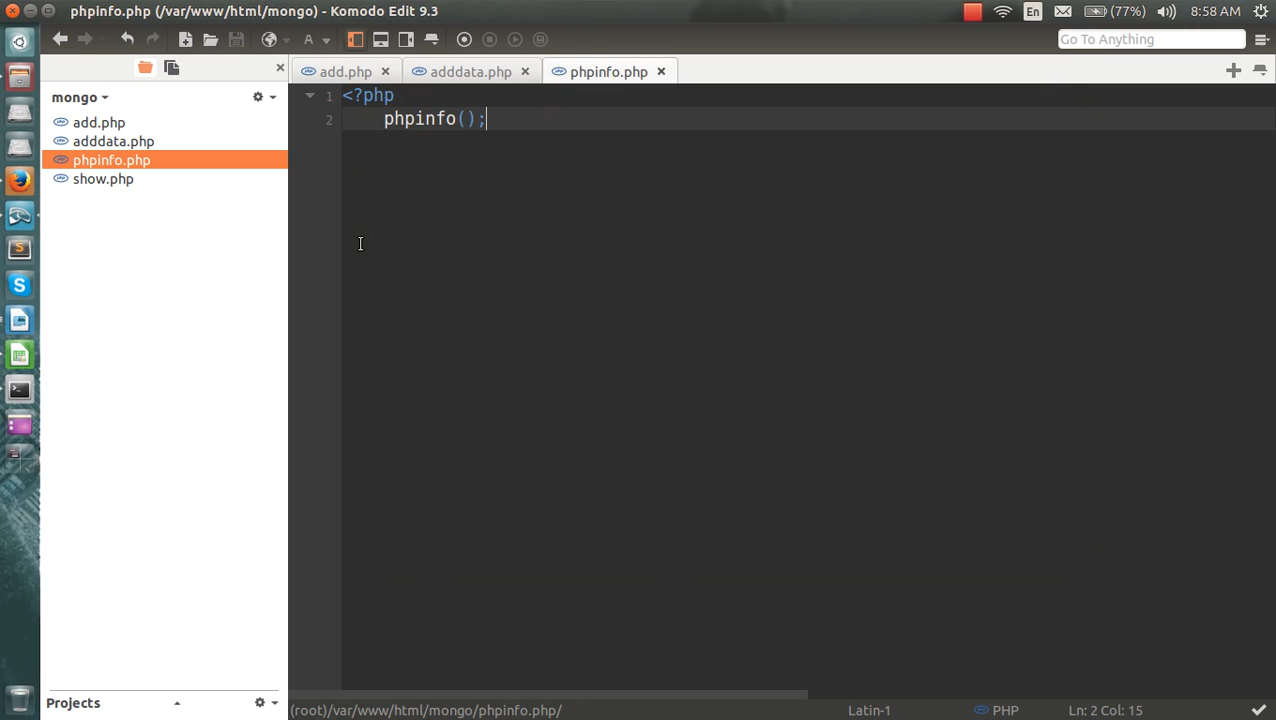 phpinfo.php (/var/www/html/mongo) - Komodo Edit 9.3
En
(77%)
8:58 AM
Go To Anything
add.php
adddata.php
phpinfo.php
mongo
add.php
adddata.php
phpinfo.php
show.php
1 <?php
2 phpinfo();
Projects
(root)/var/www/html/mongo/phpinfo.php/
Latin-1
PHP
Ln: 2 Col: 15